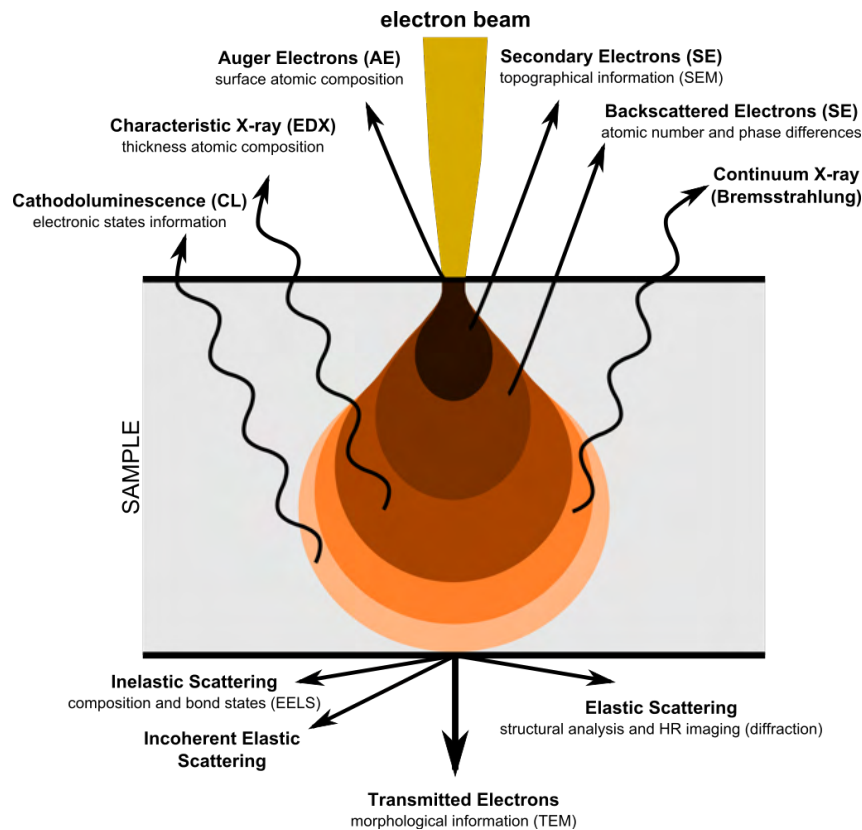 electron beam
Auger Electrons (AE)
surface atomic composition
Secondary Electrons (SE)
topographical information (SEM)
Characteristic X-ray (EDX)
thickness atomic composition
Backscattered Electrons (SE)
atomic number and phase differences
Cathodoluminescence (CL)
electronic states information
Continuum X-ray
(Bremsstrahlung)
SAMPLE
Inelastic Scattering
composition and bond states (EELS)
Incoherent Elastic
Scattering
Elastic Scattering
structural analysis and HR imaging (diffraction)
Transmitted Electrons
morphological information (TEM)